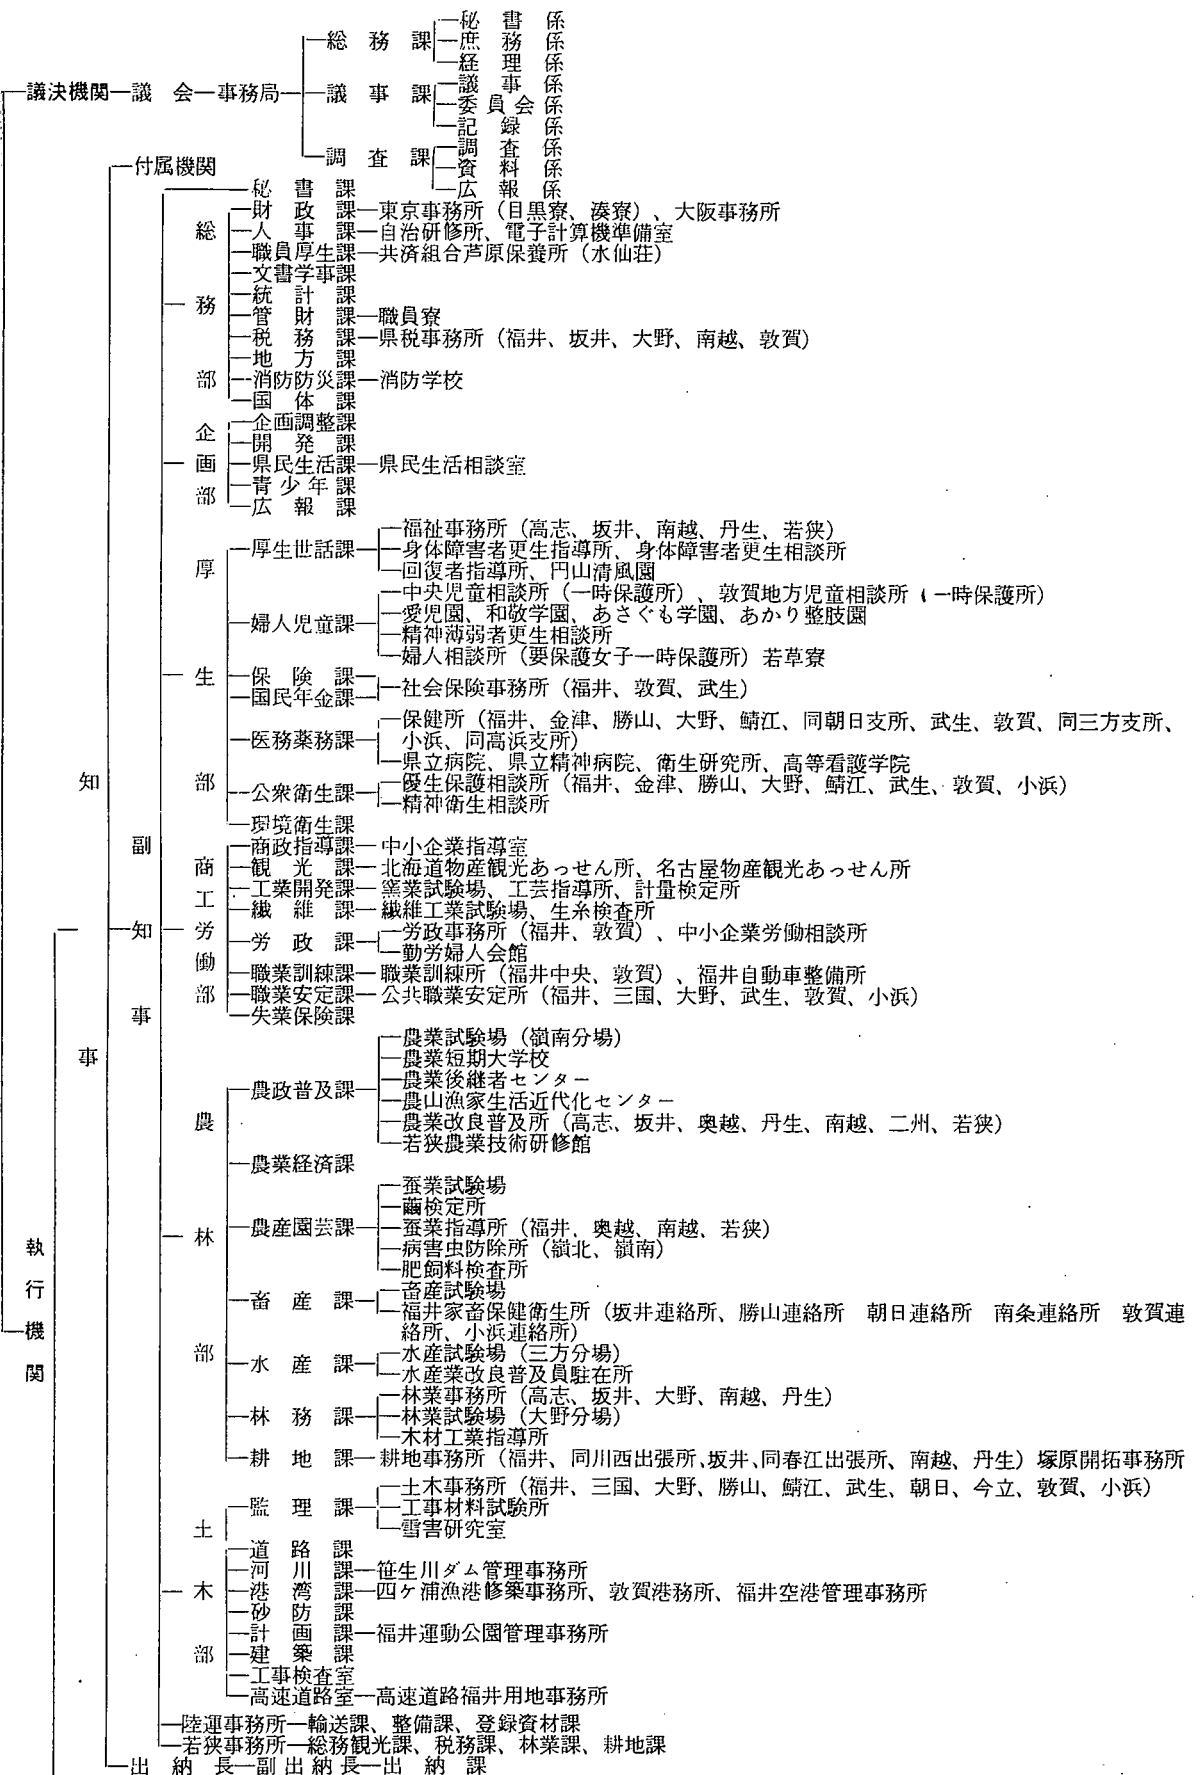 秘書係
総務課 庶務係
経理係
議事係
議決機関 議会 事務局 議事課 委員会係
記録係
調査係
付属機関 調査課 資料係
広報係
秘書課
総務部
財政課 東京事務所（目黒寮、湊寮）、大阪事務所
人事課 自治研修所、電子計算機準備室
職員厚生課 共済組合芦原保養所（水仙荘）
文書学事課
統計課
管財課 職員寮
税務課 県税事務所（福井、坂井、大野、南越、敦賀）
地方課
消防防災課 消防学校
国体課
企画部
企画調整課
開発課
県民生活課 県民生活相談室
青少年課
広報課
厚生部
福祉事務所（高志、坂井、南越、丹生、若狭）
厚生世話課 身体障害者更生指導所、身体障害者更生相談所
回復者指導所、円山清風園
中央児童相談所（一時保護所）、敦賀地方児童相談所（一時保護所）
愛児園、和敬学園、あさぐも学園、あかり整肢園
婦人児童課
精神薄弱者更生相談所
婦人相談所（要保護女子一時保護所）若草寮
保険課
国民年金課 社会保険事務所（福井、敦賀、武生）
保健所（福井、金津、勝山、大野、鯖江、同朝日支所、武生、敦賀、同三方支所、
医務薬務課 小浜、同高浜支所）
県立病院、県立精神病院、衛生研究所、高等看護学院
公衆衛生課 優生保護相談所（福井、金津、勝山、大野、鯖江、武生、敦賀、小浜）
精神衛生相談所
環境衛生課
知事
副知事
商工労働部
商政指導課 中小企業指導室
観光課 北海道物産観光あっせん所、名古屋物産観光あっせん所
工業開発課 窯業試験場、工芸指導所、計量検定所
繊維課 繊維工業試験場、生糸検査所
労政課 労政事務所（福井、敦賀）、中小企業労働相談所
勤労婦人会館
職業訓練課 職業訓練所（福井中央、敦賀）、福井自動車整備所
職業安定課 公共職業安定所（福井、三国、大野、武生、敦賀、小浜）
失業保険課
農林部
農業試験場（嶺南分場）
農業短期大学校
農政普及課 農業後継者センター
農山漁家生活近代化センター
農業改良普及所（高志、坂井、奥越、丹生、南越、二州、若狭）
若狭農業技術研修館
農業経済課
蚕業試験場
繭検定所
農産園芸課 蚕業指導所（福井、奥越、南越、若狭）
病害虫防除所（嶺北、嶺南）
肥飼料検査所
執行機関
畜産課 畜産試験場
福井家畜保健衛生所（坂井連絡所、勝山連絡所 朝日連絡所 南条連絡所 敦賀連
絡所、小浜連絡所）
水産課 水産試験場（三方分場）
水産業改良普及員駐在所
林業事務所（高志、坂井、大野、南越、丹生）
林務課 林業試験場（大野分場）
木材工業指導所
耕地課 耕地事務所（福井、同川西出張所、坂井、同春江出張所、南越、丹生）塚原開拓事務所
土木部
土木事務所（福井、三国、大野、勝山、鯖江、武生、朝日、今立、敦賀、小浜）
監理課 工事材料試験所
雪害研究室
道路課
河川課 笹生川ダム管理事務所
港湾課 四ケ浦漁港修築事務所、敦賀港務所、福井空港管理事務所
砂防課
計画課 福井運動公園管理事務所
建築課
工事検査室
高速道路室 高速道路福井用地事務所
陸運事務所 輸送課、整備課、登録資材課
若狭事務所 総務観光課、税務課、林業課、耕地課
出納長 副出納長 出納課